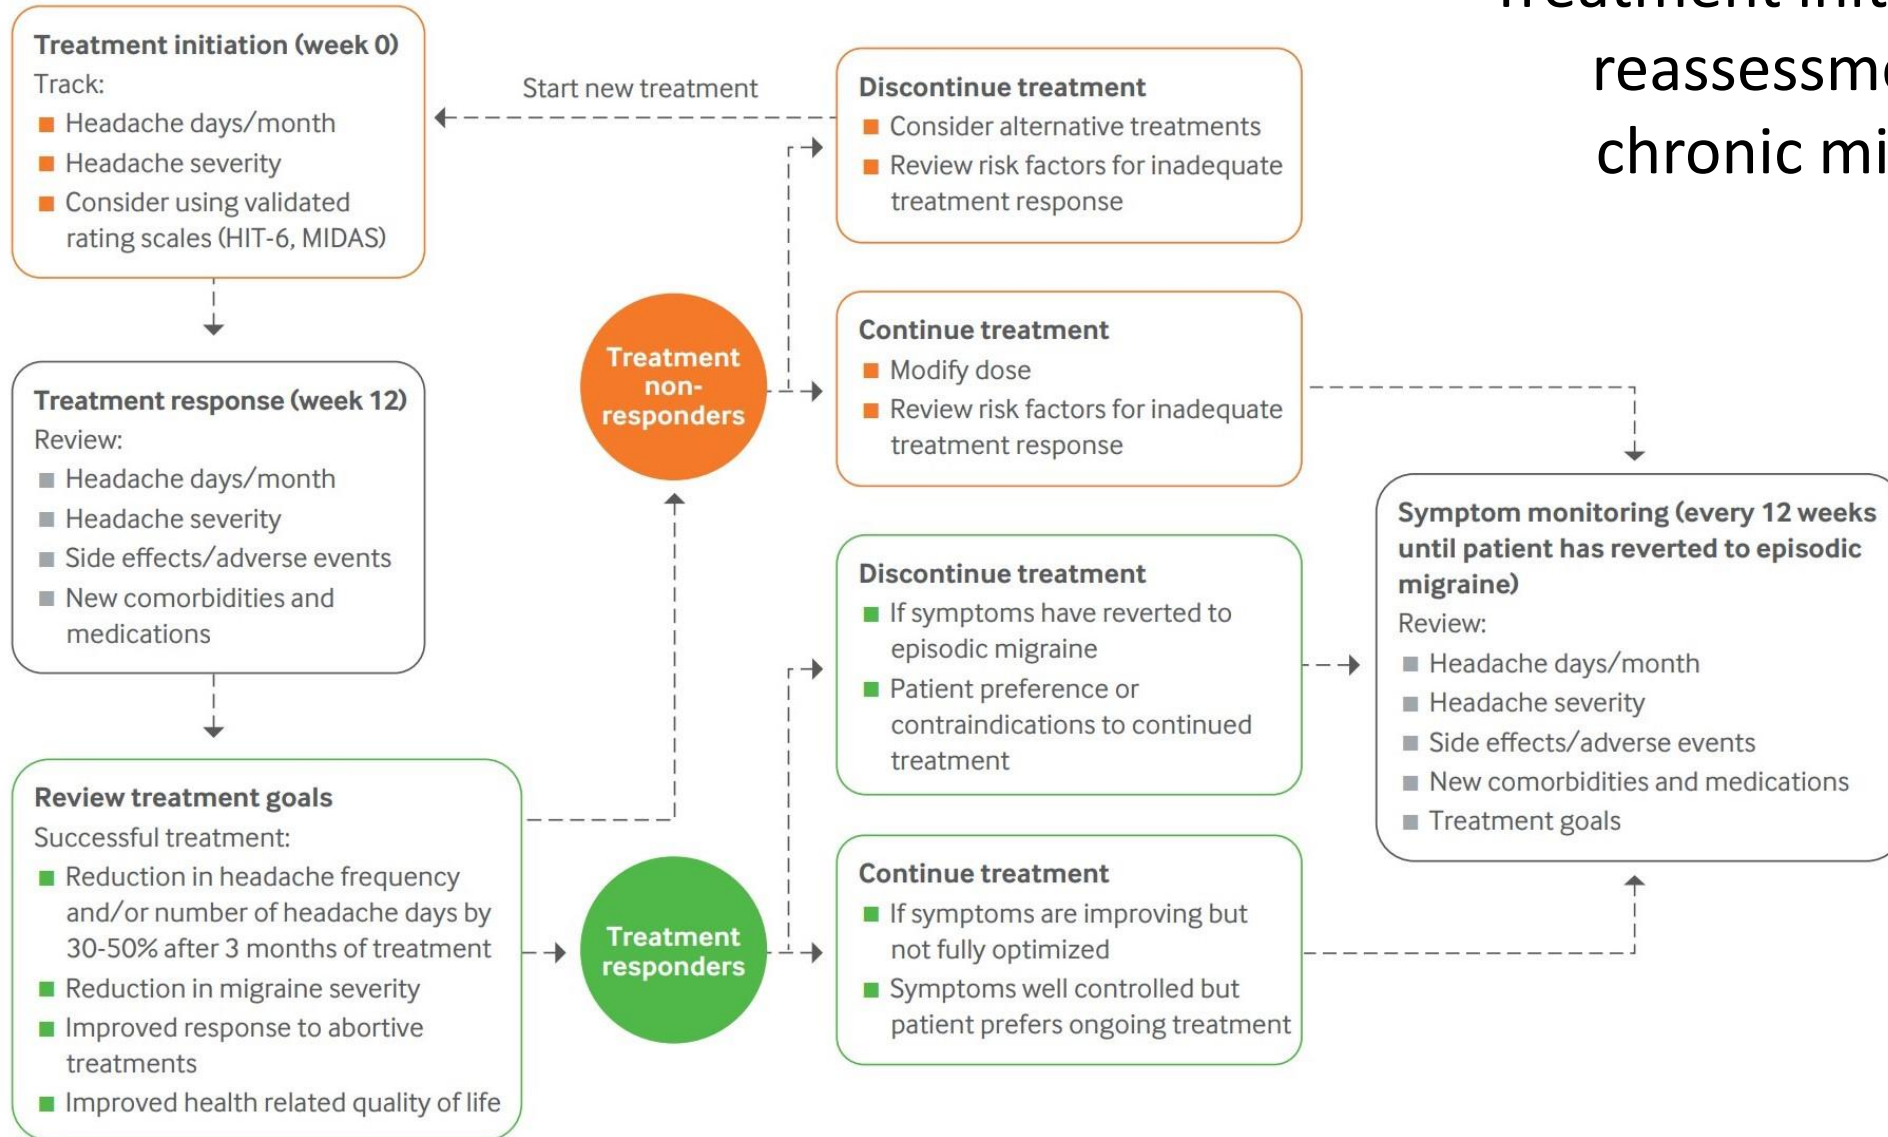 Treatment initiation (week 0)
Track:
Headache days/month
Headache severity
Consider using validated
rating scales (HIT-6, MIDAS)
Treatment response (week 12)
Review:
Headache days/month
Headache severity
Side effects/adverse events
New comorbidities and
medications
Review treatment goals
Successful treatment:
Reduction in headache frequency
and/or number of headache days by
30-50% after 3 months of treatment
Reduction in migraine severity
Improved response to abortive
treatments
Improved health related quality of life
Start new treatment
Treatment
non-
responders
Treatment
responders
Discontinue treatment
Consider alternative treatments
Review risk factors for inadequate
treatment response
Continue treatment
Modify dose
Review risk factors for inadequate
treatment response
Discontinue treatment
If symptoms have reverted to
episodic migraine
Patient preference or
contraindications to continued
treatment
Continue treatment
If symptoms are improving but
not fully optimized
Symptoms well controlled but
patient prefers ongoing treatment
Symptom monitoring (every 12 weeks
until patient has reverted to episodic
migraine)
Review:
Headache days/month
Headache severity
Side effects/adverse events
New comorbidities and medications
Treatment goals
Treatment
chronic